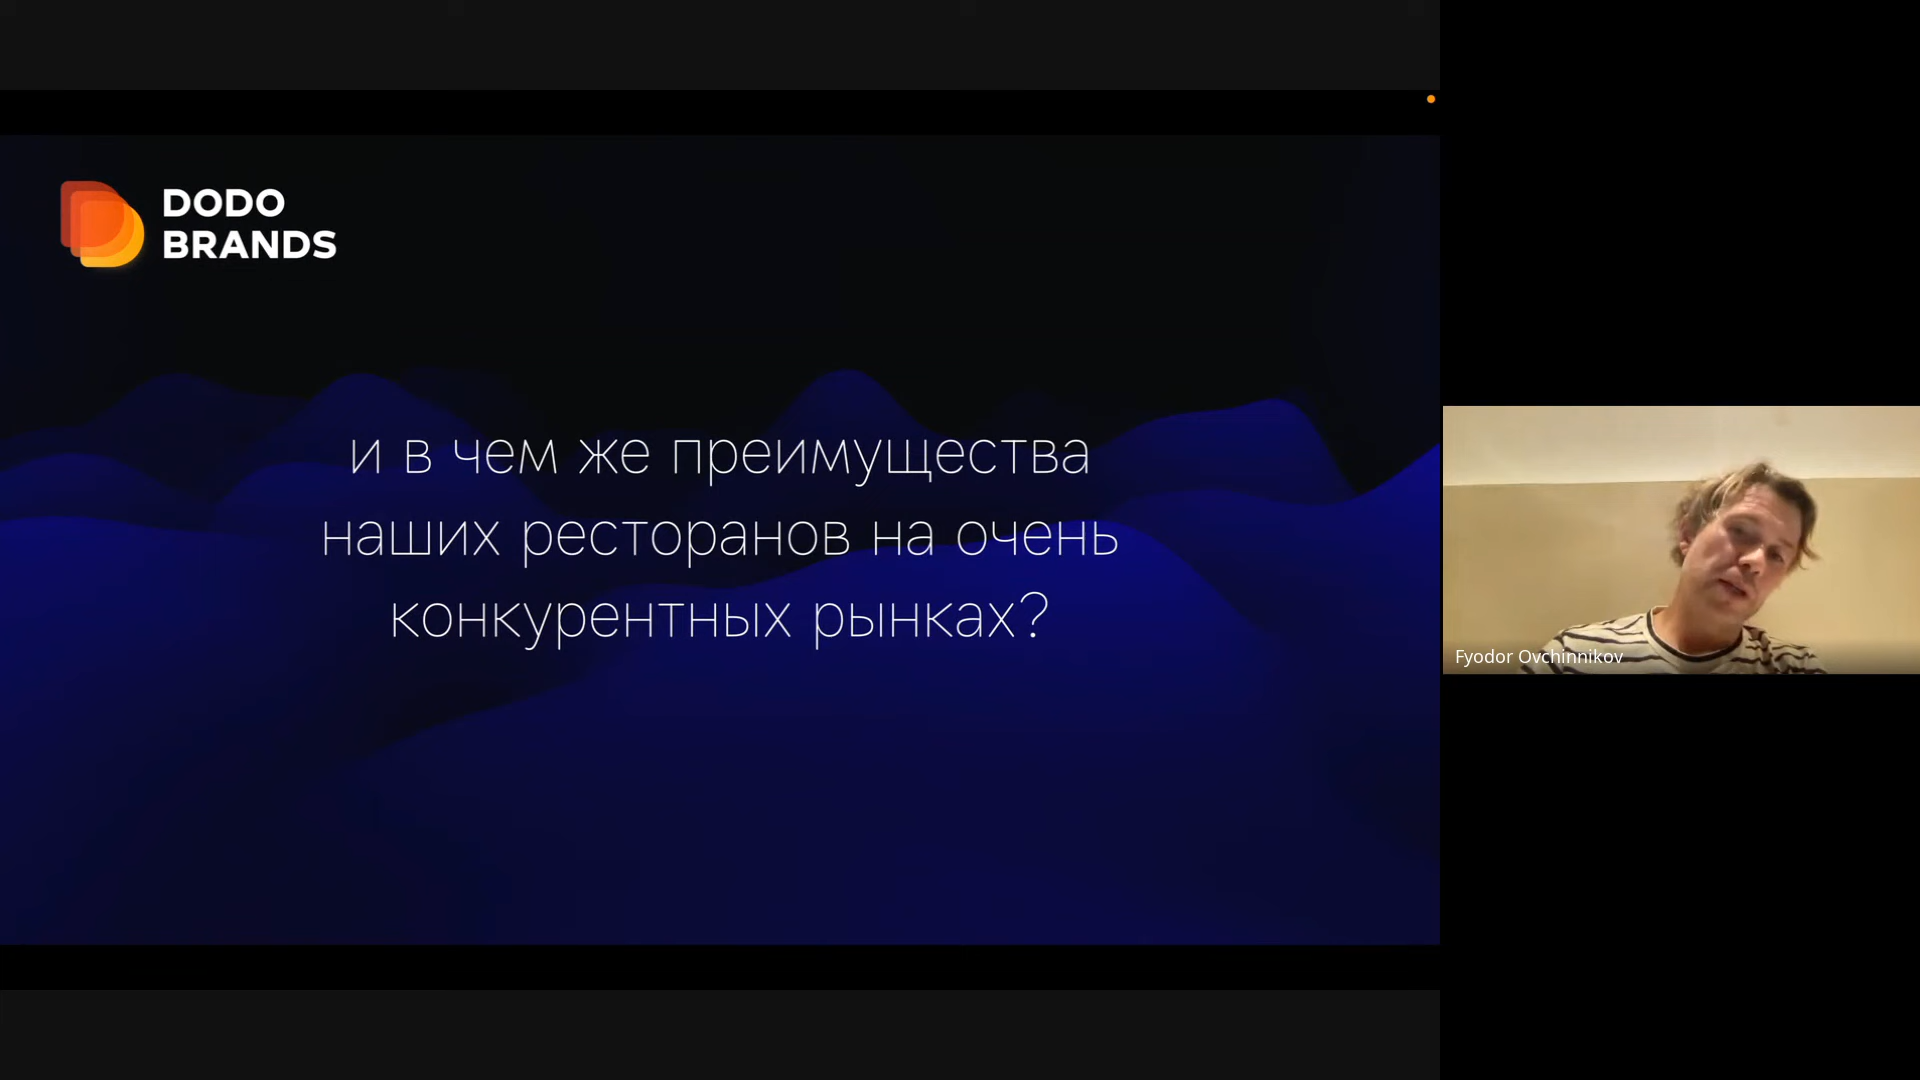 DODO
BRANDS
и в чем же преимущества
наших ресторанов на очень
конкурентных рынках?
Fyodor Ovchinnikov